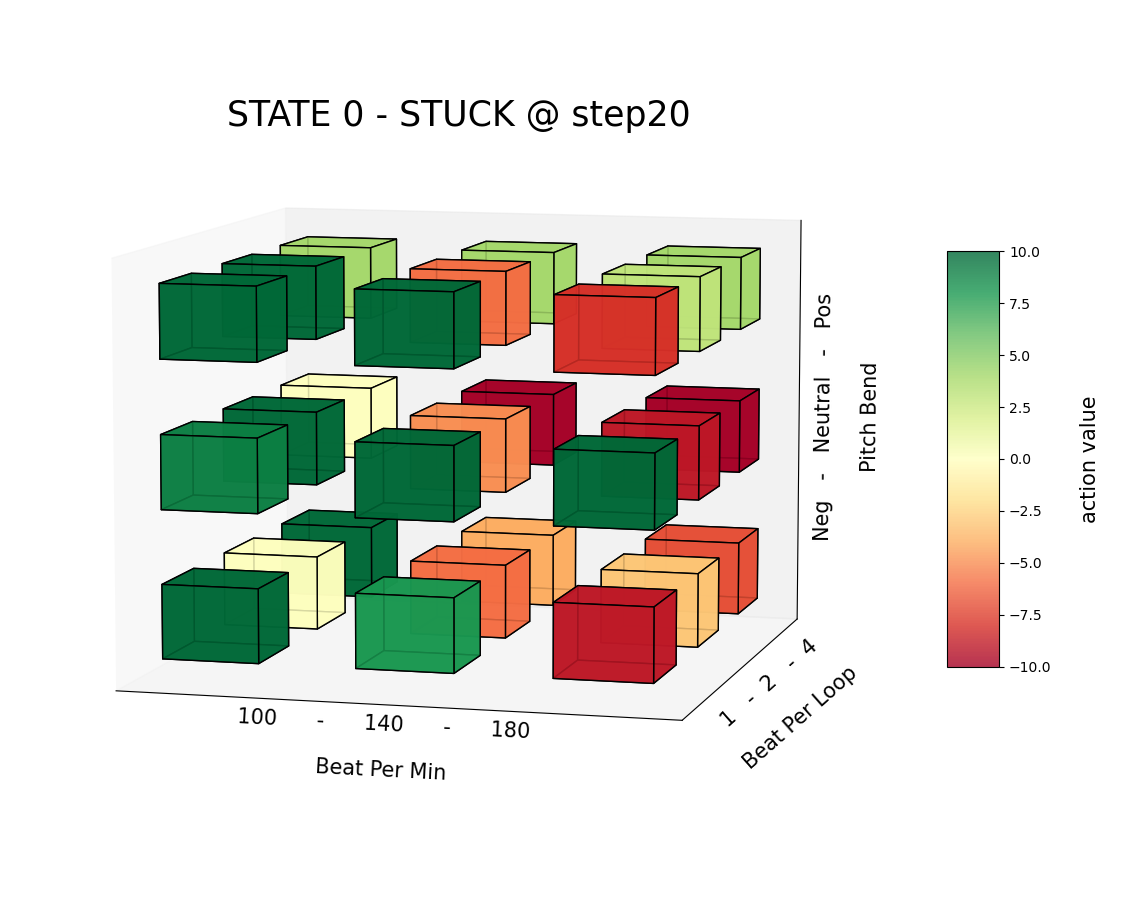 STATE 0 - STUCK @ step20
Neg - Neutral - Pos
Pitch Bend
100 - 140 - 180
Beat Per Min
1 - 2 - 4
Beat Per Loop
10.0
7.5
5.0
2.5
0.0
−2.5
−5.0
−7.5
−10.0
action value